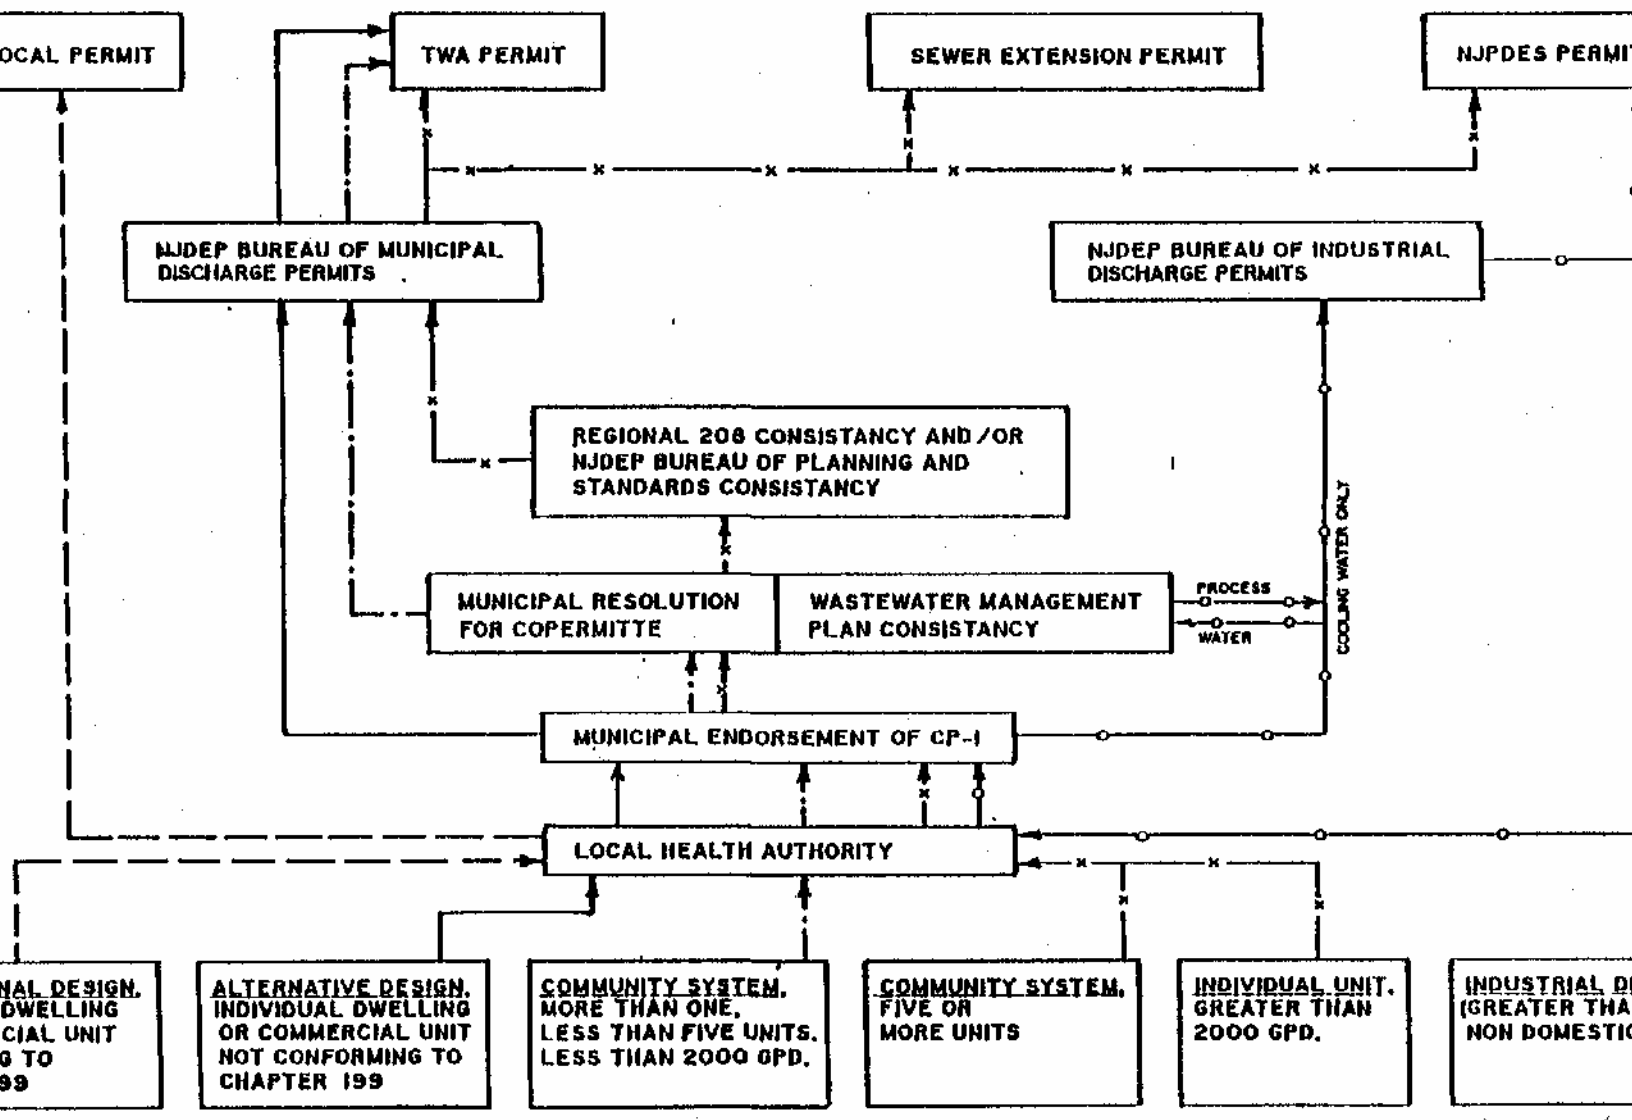 OCAL PERMIT
TWA PERMIT
SEWER EXTENSION PERMIT
NJPDES PERMI
NJDEP BUREAU OF MUNICIPAL
DISCHARGE PERMITS
NJDEP BUREAU OF INDUSTRIAL
DISCHARGE PERMITS
REGIONAL 208 CONSISTANCY AND/OR
NJDEP BUREAU OF PLANNING AND
STANDARDS CONSISTANCY
COOLING WATER ONLY
MUNICIPAL RESOLUTION
FOR COPERMITTE
WASTEWATER MANAGEMENT
PLAN CONSISTANCY
PROCESS
WATER
MUNICIPAL ENDORSEMENT OF CP-1
LOCAL HEALTH AUTHORITY
NAL DESIGN.
DWELLING
CIAL UNIT
G TO
99
ALTERNATIVE DESIGN.
INDIVIDUAL DWELLING
OR COMMERCIAL UNIT
NOT CONFORMING TO
CHAPTER 199
COMMUNITY SYSTEM.
MORE THAN ONE.
LESS THAN FIVE UNITS.
LESS THAN 2000 GPD.
COMMUNITY SYSTEM.
FIVE OR
MORE UNITS
INDIVIDUAL UNIT.
GREATER THAN
2000 GPD.
INDUSTRIAL D
(GREATER THA
NON DOMESTIC